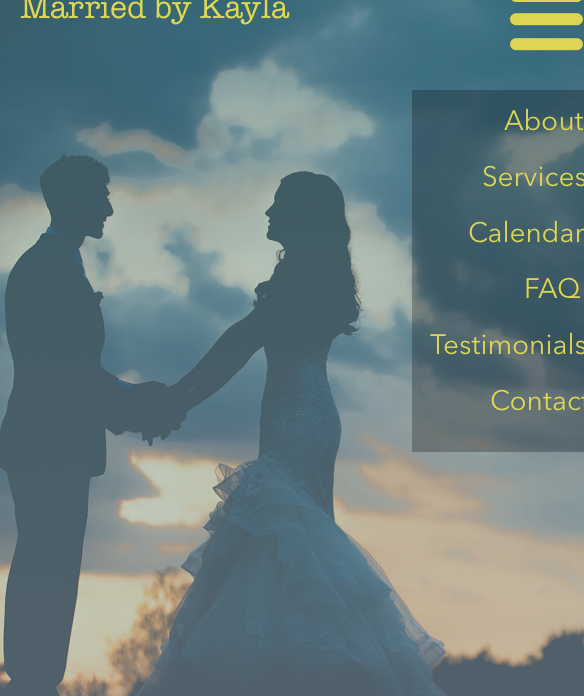 Married by Kayla
About
Services
Calendar
FAQ
Testimonials
Contact